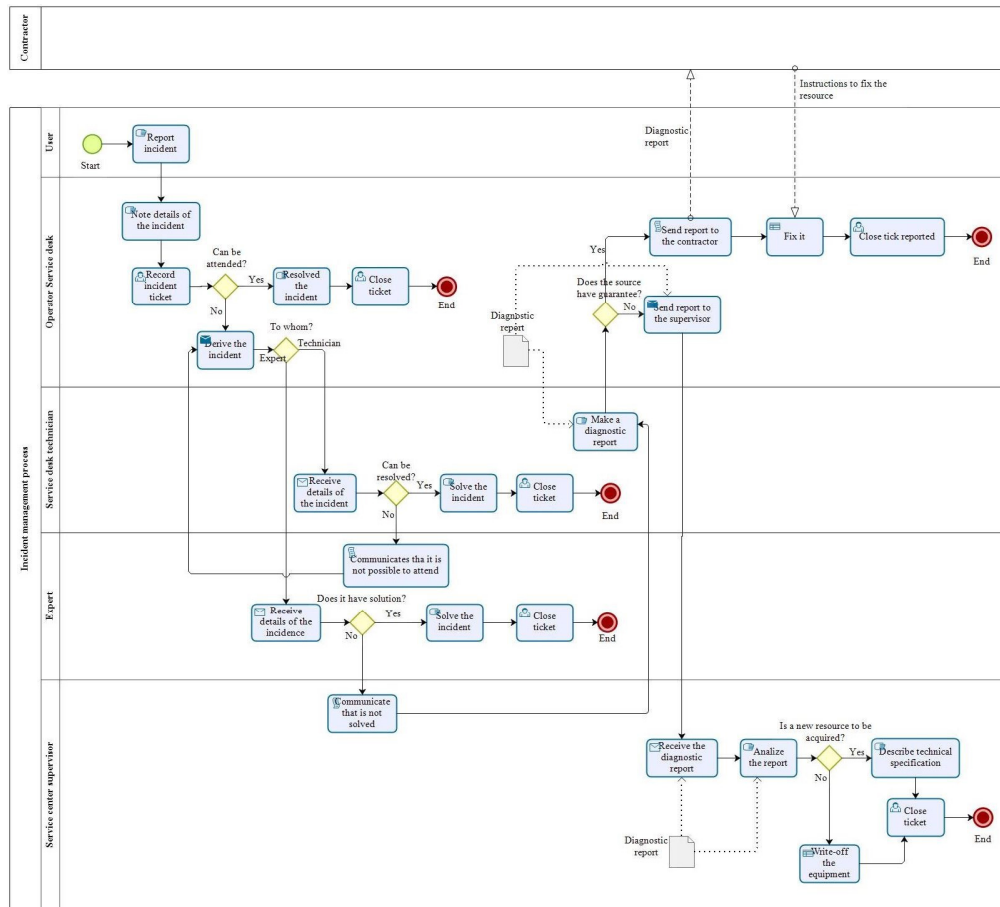 Contractor
Instructions to fix the
resource
Incident management process
User
Start
Report
incident
Diagnostic
report
Operator Service desk
Note details of
the incident
Record
incident
ticket
Can be
attended?
Yes
No
Resolved
the
incident
Close
ticket
End
Derive the
incident
To whom?
Technician
Expert
Send report to
the contractor
Fix it
Close tick reported
End
Yes
Does the source
have guarantee?
No
Send report to
the supervisor
Diagnostic
report
Service desk technician
Make a
diagnostic
report
Receive
details of
the incident
Can be
resolved?
Yes
No
Solve the
incident
Close
ticket
End
Expert
Communicates tha it is
not possible to attend
Receive
details of the
incidence
Does it have solution?
Yes
No
Solve the
incident
Close
ticket
End
Service center supervisor
Communicate
that is not
solved
Receive the
diagnostic
report
Analize
the report
Is a new resource to be
acquired?
Yes
No
Describe technical
specification
Close
ticket
End
Diagnostic
report
Write-off
the
equipment